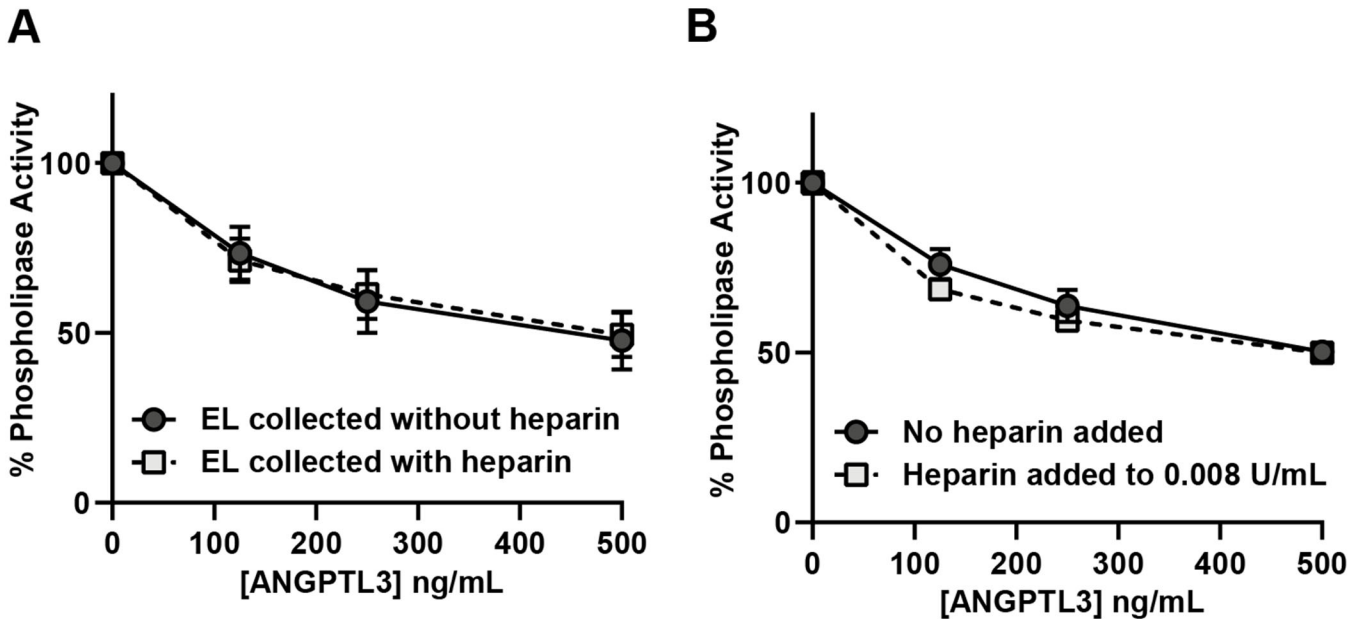 A
% Phospholipase Activity
100
50
0
EL collected without heparin
EL collected with heparin
0 100 200 300 400 500
[ANGPTL3] ng/mL
B
% Phospholipase Activity
100
50
0
No heparin added
Heparin added to 0.008 U/mL
0 100 200 300 400 500
[ANGPTL3] ng/mL